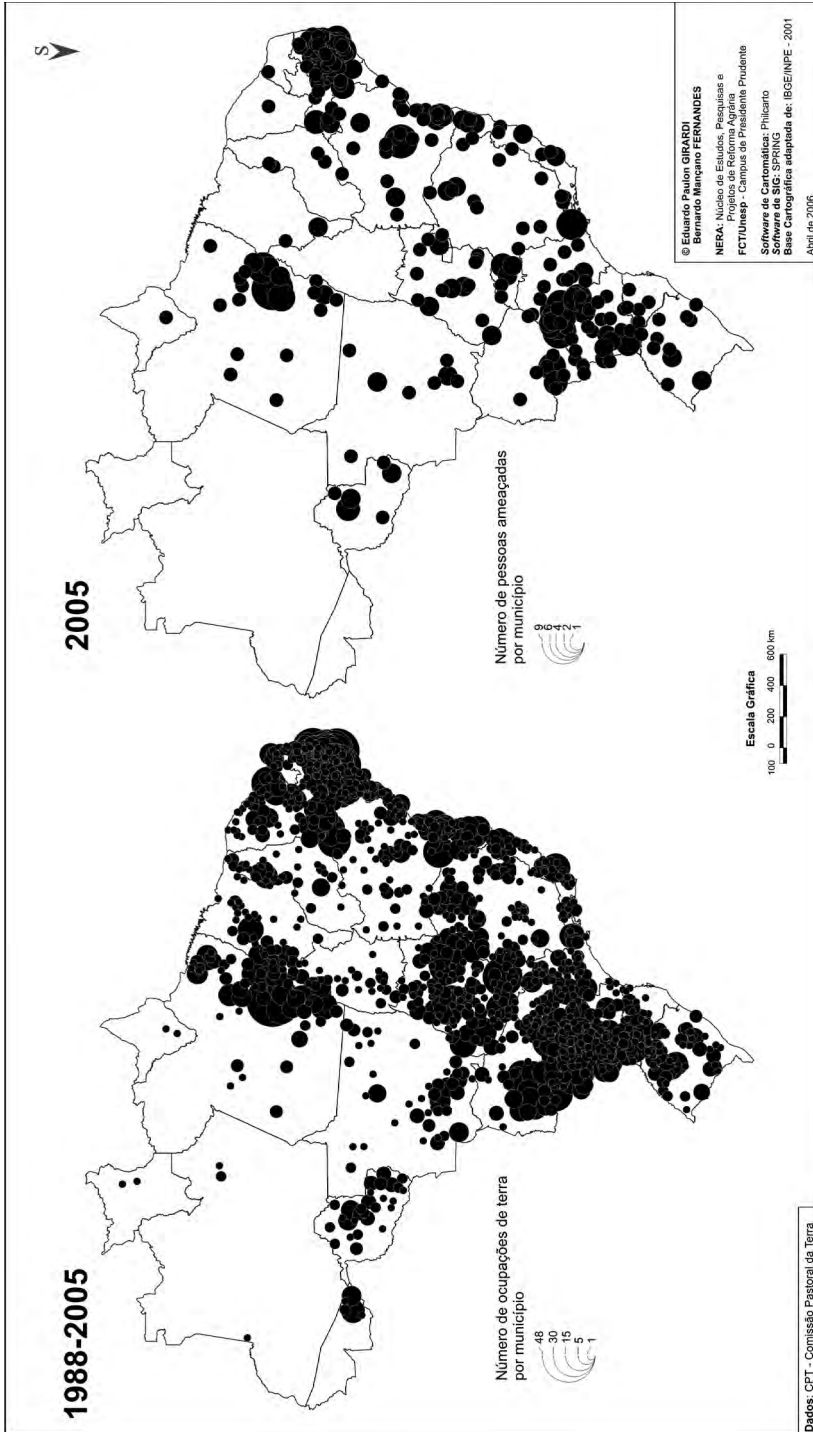 1988-2005
Número de ocupações de terra
por município
48
30
15
5
1
Dados: CPT - Comissão Pastoral da Terra
2005
Número de pessoas ameaçadas
por município
9
6
4
2
1
Escala Gráfica
100 0 200 400 600 km
S
© Eduardo Paulon GIRARDI
Bernardo Mançano FERNANDES
NERA: Núcleo de Estudos, Pesquisas e
Projetos de Reforma Agrária
FCT/Unesp - Campus de Presidente Prudente
Software de Cartomática: Philcarto
Software de SIG: SPRING
Base Cartográfica adaptada de: IBGE/INPE - 2001
Abril de 2006